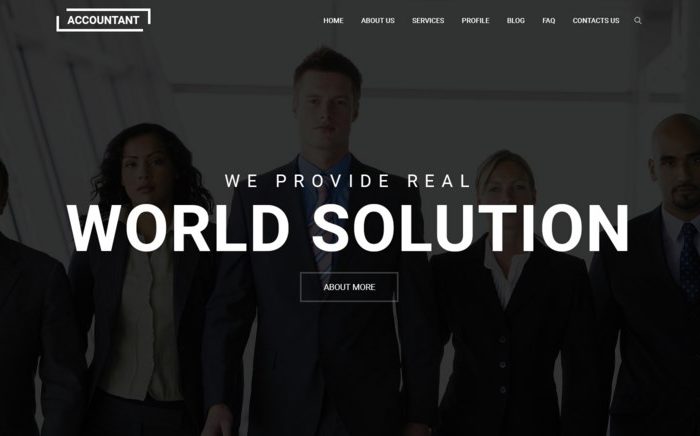 ACCOUNTANT
HOME ABOUT US SERVICES PROFILE BLOG FAQ CONTACTS US
WE PROVIDE REAL
WORLD SOLUTION
ABOUT MORE